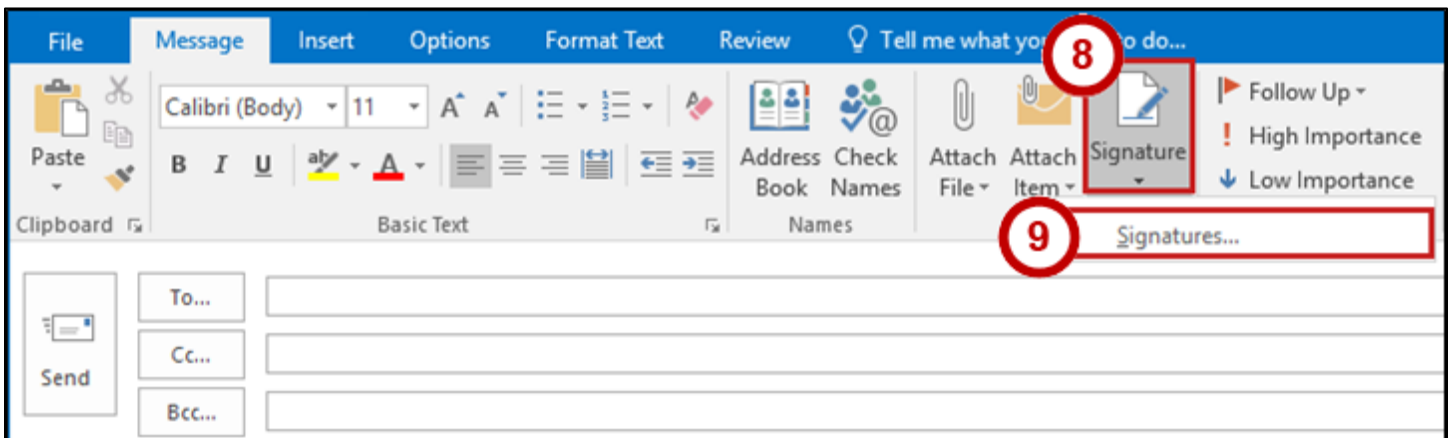 File Message Insert Options Format Text Review Tell me what yo o do...
8
Calibri (Body) 11 A A
Paste
B I U ab A
Address Book
Check Names
Attach File
Attach Item
Signature
Follow Up
High Importance
Low Importance
Clipboard Basic Text Names
9 Signatures...
To...
Cc...
Send
Bcc...